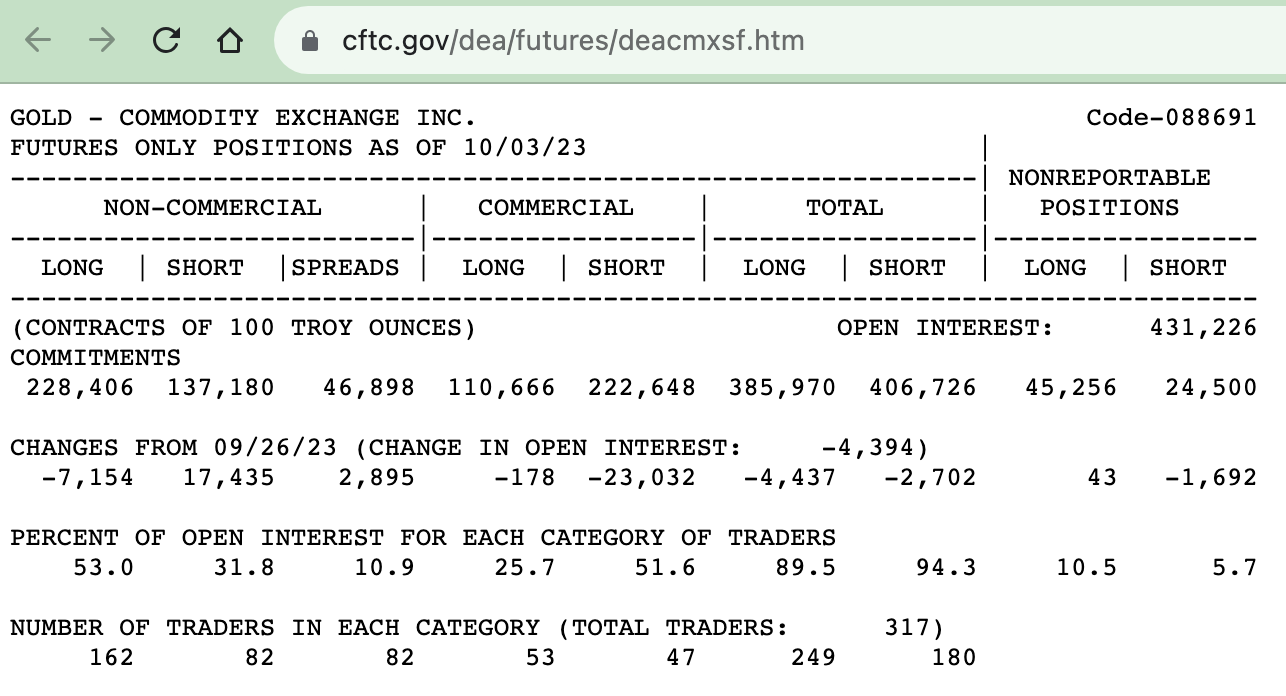 cftc.gov/dea/futures/deacmxsf.htm
GOLD - COMMODITY EXCHANGE INC. Code-088691
FUTURES ONLY POSITIONS AS OF 10/03/23 |
--------------------------------------------------------------| NONREPORTABLE
NON-COMMERCIAL | COMMERCIAL | TOTAL | POSITIONS
--------------------------|-----------------|-----------------|-----------------
LONG | SHORT |SPREADS | LONG | SHORT | LONG | SHORT | LONG | SHORT
--------------------------------------------------------------------------------
(CONTRACTS OF 100 TROY OUNCES) OPEN INTEREST: 431,226
COMMITMENTS
228,406 137,180 46,898 110,666 222,648 385,970 406,726 45,256 24,500
CHANGES FROM 09/26/23 (CHANGE IN OPEN INTEREST: -4,394)
-7,154 17,435 2,895 -178 -23,032 -4,437 -2,702 43 -1,692
PERCENT OF OPEN INTEREST FOR EACH CATEGORY OF TRADERS
53.0 31.8 10.9 25.7 51.6 89.5 94.3 10.5 5.7
NUMBER OF TRADERS IN EACH CATEGORY (TOTAL TRADERS: 317)
162 82 82 53 47 249 180